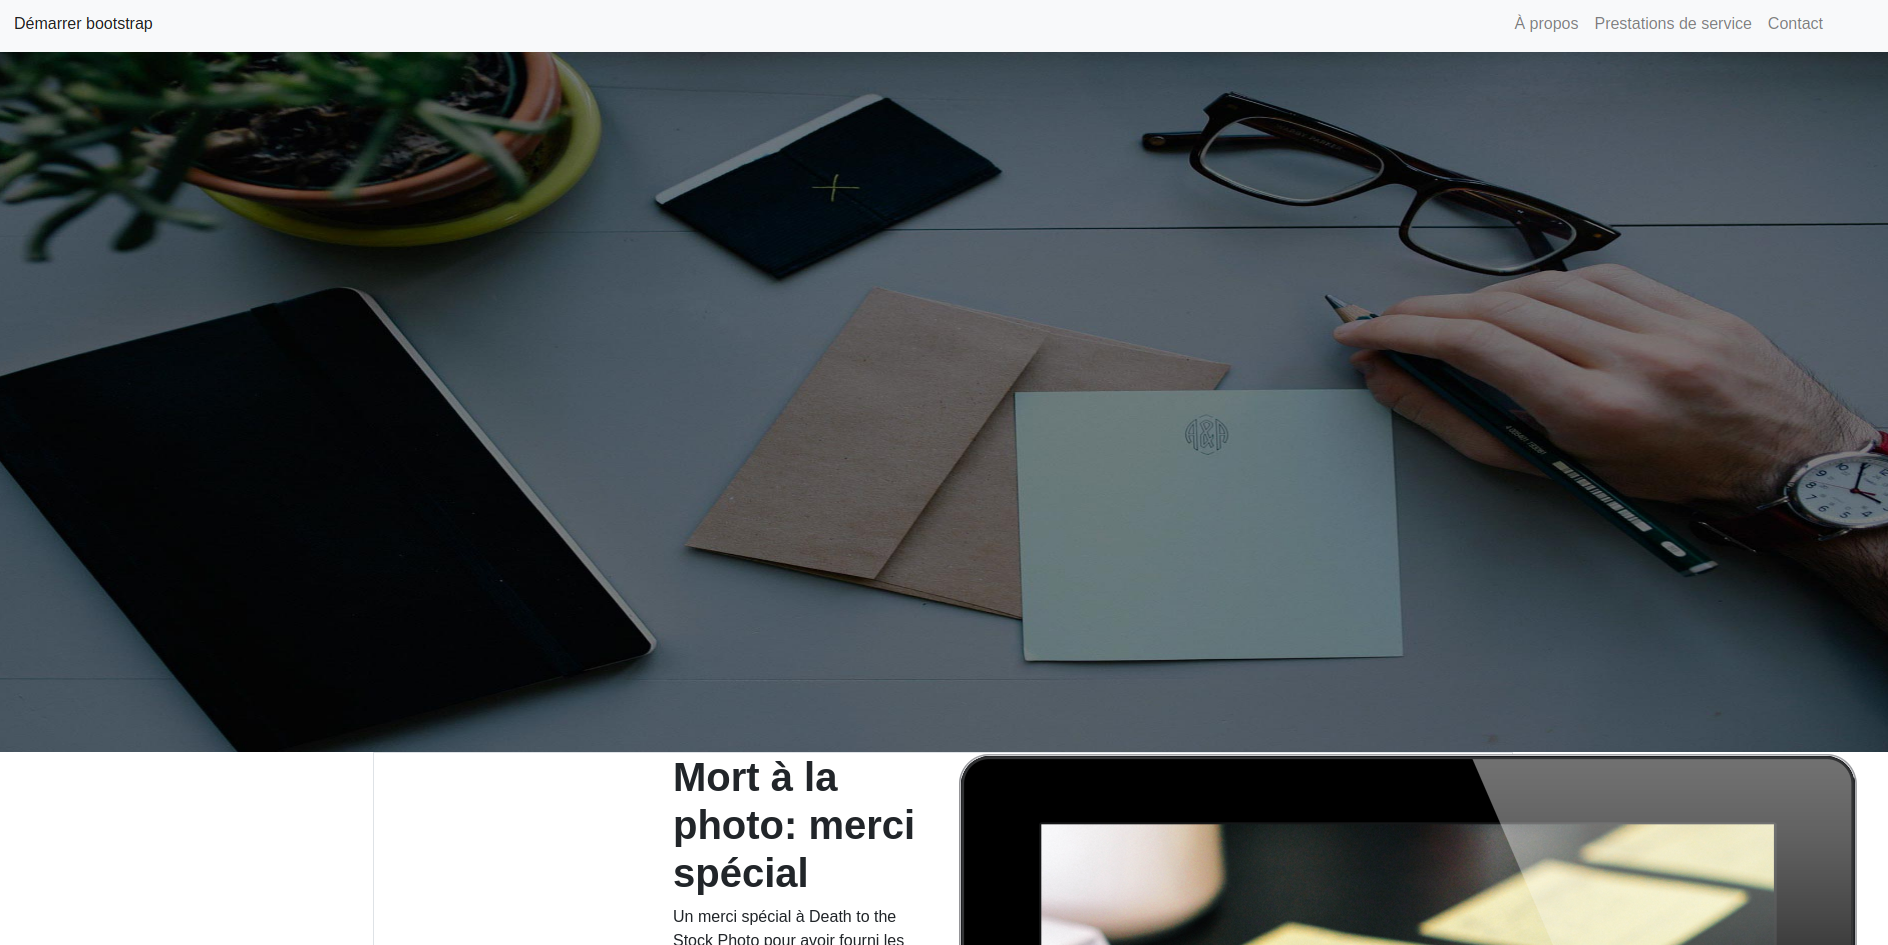 Démarrer bootstrap
À propos Prestations de service Contact
A&A
Mort à la
photo: merci
spécial
Un merci spécial à Death to the
Stock Photo pour avoir fourni les